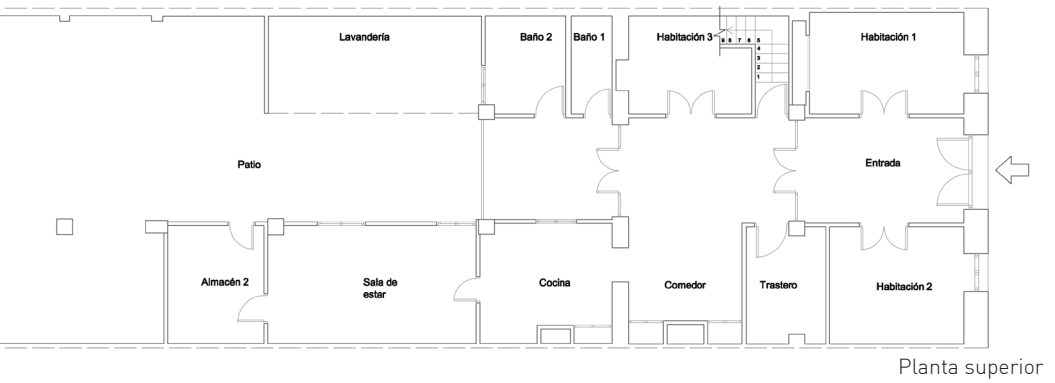 Lavandería
Baño 2
Baño 1
Habitación 3
9 8 7 6 5
4
3
2
1
Habitación 1
Patio
Entrada
Almacén 2
Sala de
estar
Cocina
Comedor
Trastero
Habitación 2
Planta superior